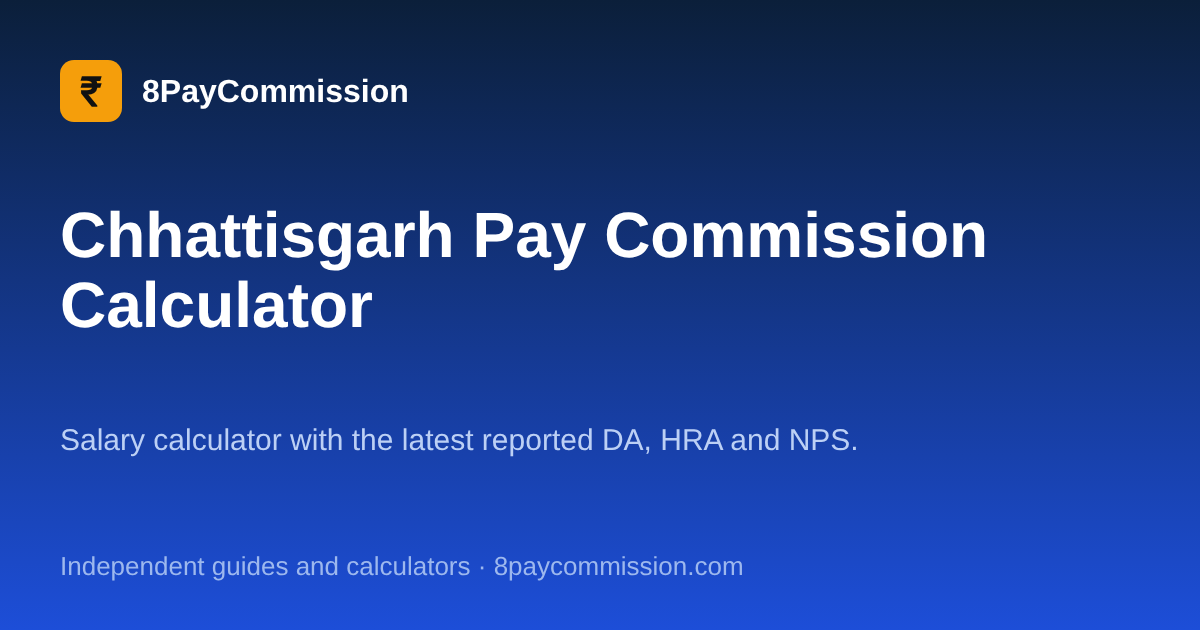 ₹
8PayCommission
Chhattisgarh Pay Commission
Calculator
Salary calculator with the latest reported DA, HRA and NPS.
Independent guides and calculators · 8paycommission.com